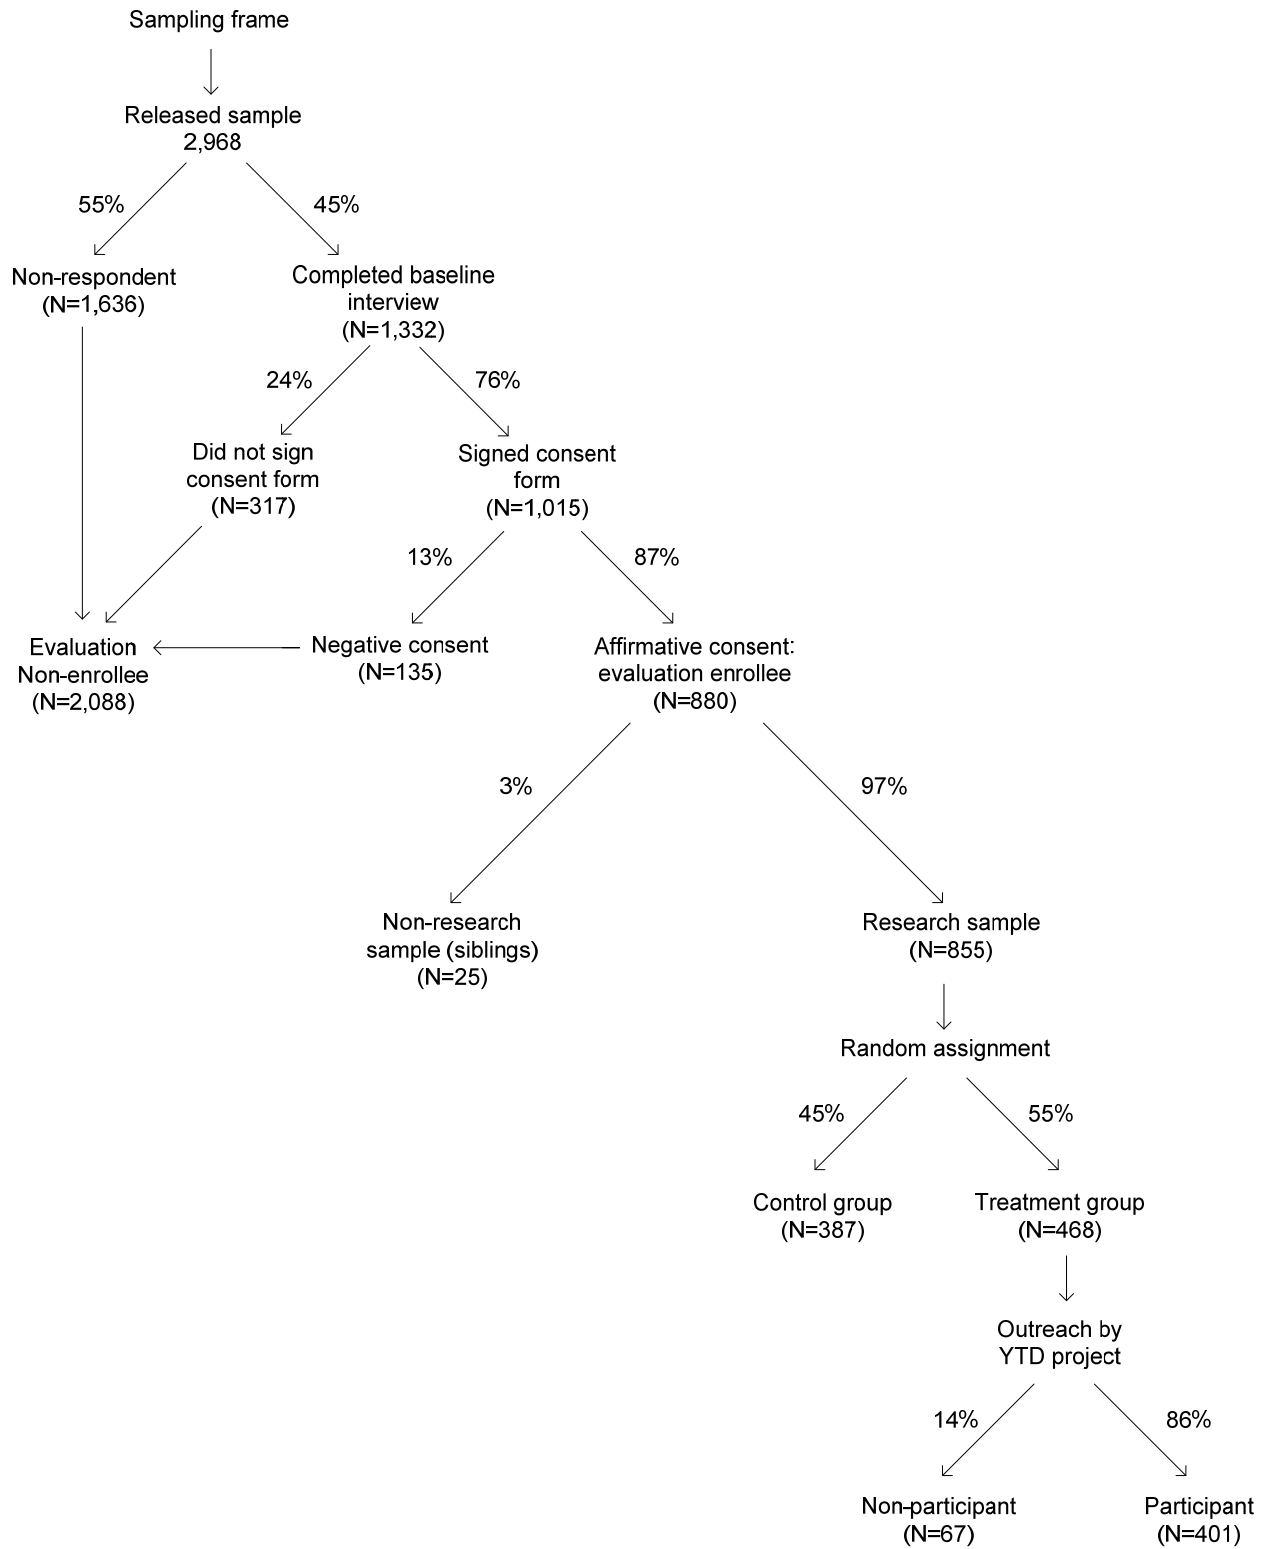 Sampling frame
Released sample
2,968
55%
45%
Non-respondent
(N=1,636)
Completed baseline
interview
(N=1,332)
24%
76%
Did not sign
consent form
(N=317)
Signed consent
form
(N=1,015)
13%
87%
Evaluation
Non-enrollee
(N=2,088)
Negative consent
(N=135)
Affirmative consent:
evaluation enrollee
(N=880)
3%
97%
Non-research
sample (siblings)
(N=25)
Research sample
(N=855)
Random assignment
45%
55%
Control group
(N=387)
Treatment group
(N=468)
Outreach by
YTD project
14%
86%
Non-participant
(N=67)
Participant
(N=401)